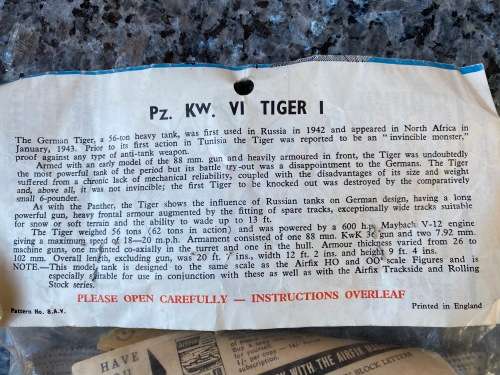 Pz. KW. VI TIGER I
The German Tiger, a 56-ton heavy tank, was first used in Russia in 1942 and appeared in North Africa in
January, 1943. Prior to its first action in Tunisia the Tiger was reported to be an “invincible monster,”
proof against any type of anti-tank weapon.
Armed with an early model of the 88 mm. gun and heavily armoured in front, the Tiger was undoubtedly
the most powerful tank of the period but its battle try-out was a disappointment to the Germans. The Tiger
suffered from a chronic lack of mechanical reliability, coupled with the disadvantages of its size and weight
and, above all, it was not invincible; the first Tiger to be knocked out was destroyed by the comparatively
small 6-pounder.
As with the Panther, the Tiger shows the influence of Russian tanks on German design, having a long
powerful gun, heavy frontal armour augmented by the fitting of spare tracks, exceptionally wide tracks suitable
for snow or soft terrain and the ability to wade up to 13 ft.
The Tiger weighed 56 tons (62 tons in action) and was powered by a 600 h.p. Maybach V-12 engine
giving a maximum speed of 18—20 m.p.h. Armament consisted of one 88 mm. KwK 36 gun and two 7.92 mm.
machine guns, one mounted co-axially in the turret and one in the hull. Armour thickness varied from 26 to
102 mm. Overall length, excluding gun, was 20 ft. 7 ins., width 12 ft. 2 ins. and height 9 ft. 4 ins.
NOTE—This model tank is designed to the same scale as the Airfix HO and OO scale Figures and is
especially suitable for use in conjunction with these as well as with the Airfix Trackside and Rolling
Stock series.
PLEASE OPEN CAREFULLY — INSTRUCTIONS OVERLEAF
Pattern No. B.A.V.
Printed in England
HAVE
YOU
for yourself
1/- per copy
subscription.
WITH THE AIRFIX
BLOCK LETTERS